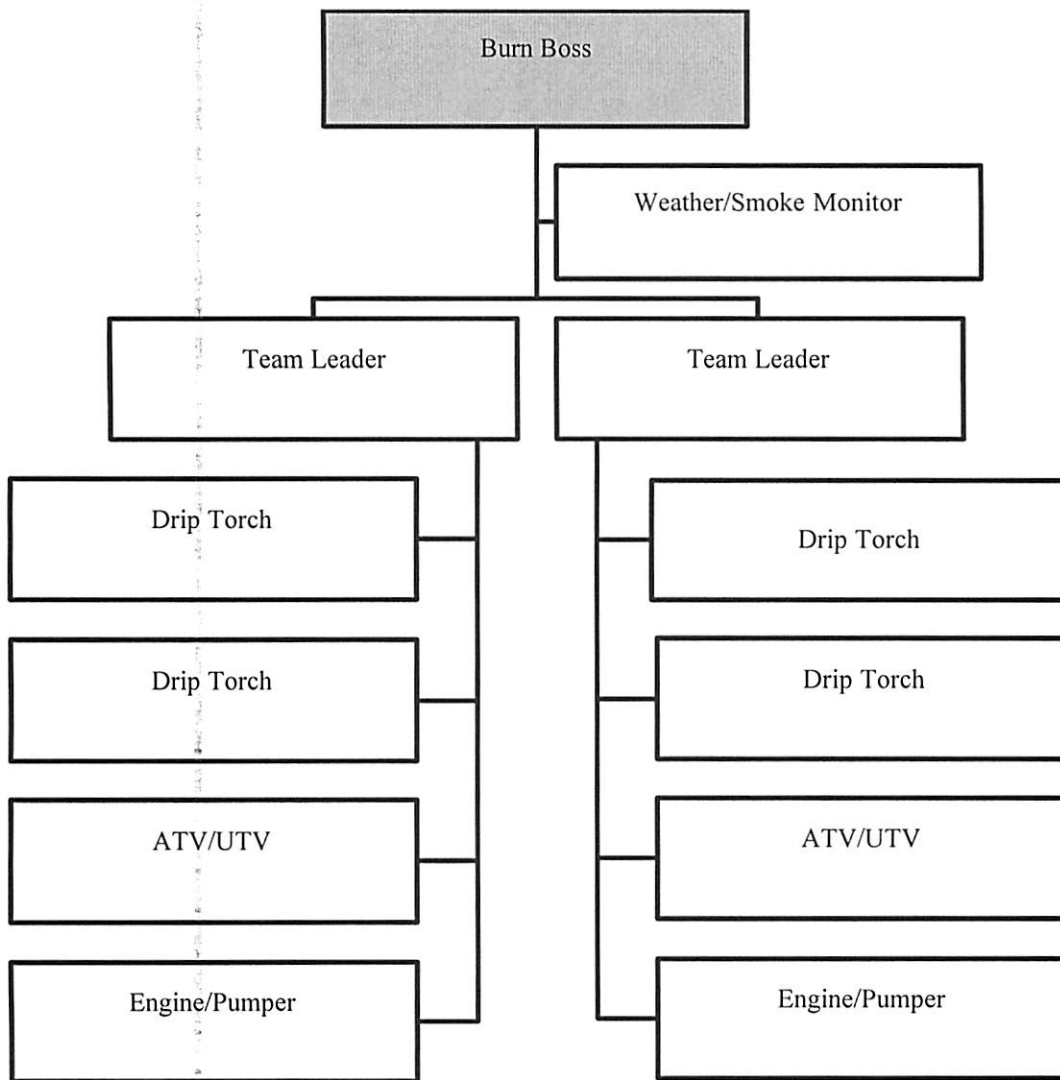 Burn Boss
Weather/Smoke Monitor
Team Leader
Team Leader
Drip Torch
Drip Torch
Drip Torch
Drip Torch
ATV/UTV
ATV/UTV
Engine/Pumper
Engine/Pumper